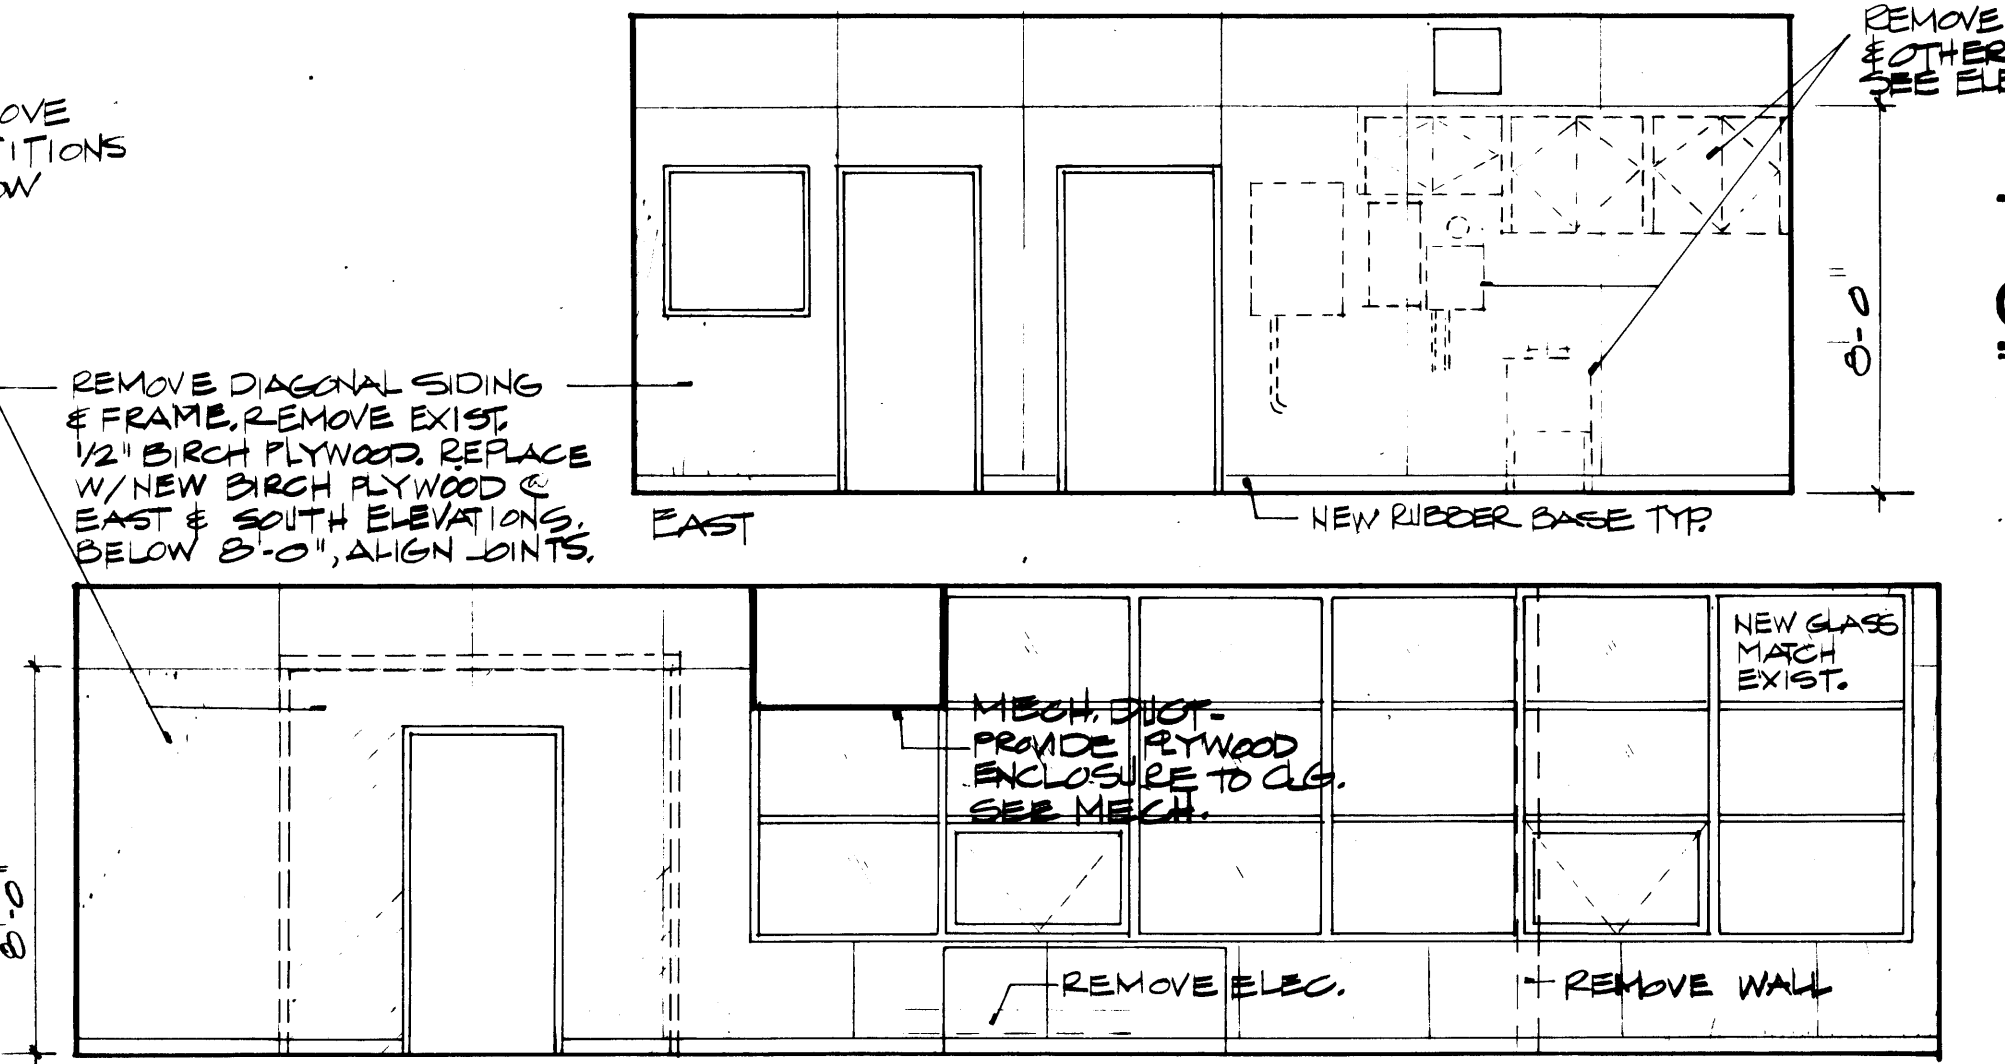 REMOVE
& OTHER
SEE ELE
OVE
TITIONS
OW
8'-0
REMOVE DIAGONAL SIDING
& FRAME. REMOVE EXIST.
1/2" BIRCH PLYWOOD. REPLACE
W/NEW BIRCH PLYWOOD @
EAST & SOUTH ELEVATIONS.
BELOW 8'-0", ALIGN JOINTS.
EAST
NEW RUBBER BASE TYP.
NEW GLASS
MATCH
EXIST.
MECH. DUCT-
PROVIDE PLYWOOD
ENCLOSURE TO CLG.
SEE MECH.
8'-0"
REMOVE ELEC.
REMOVE WALL